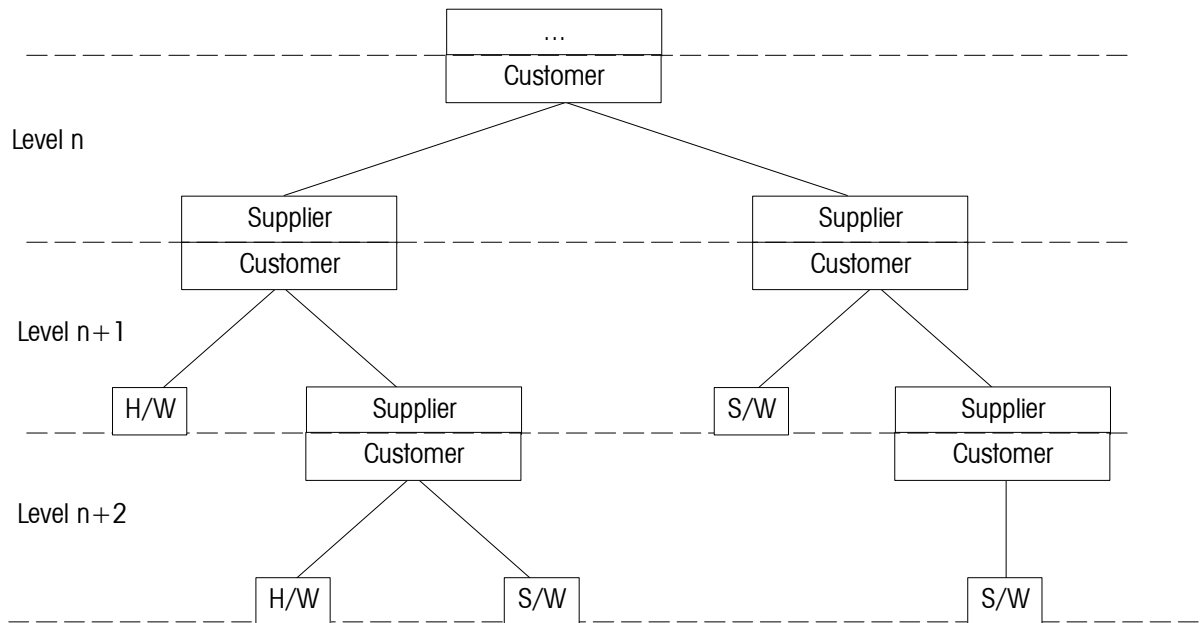 ...
Customer
Level n
Supplier
Supplier
Customer
Customer
Level n+1
H/W
Supplier
S/W
Supplier
Customer
Customer
Level n+2
H/W
S/W
S/W